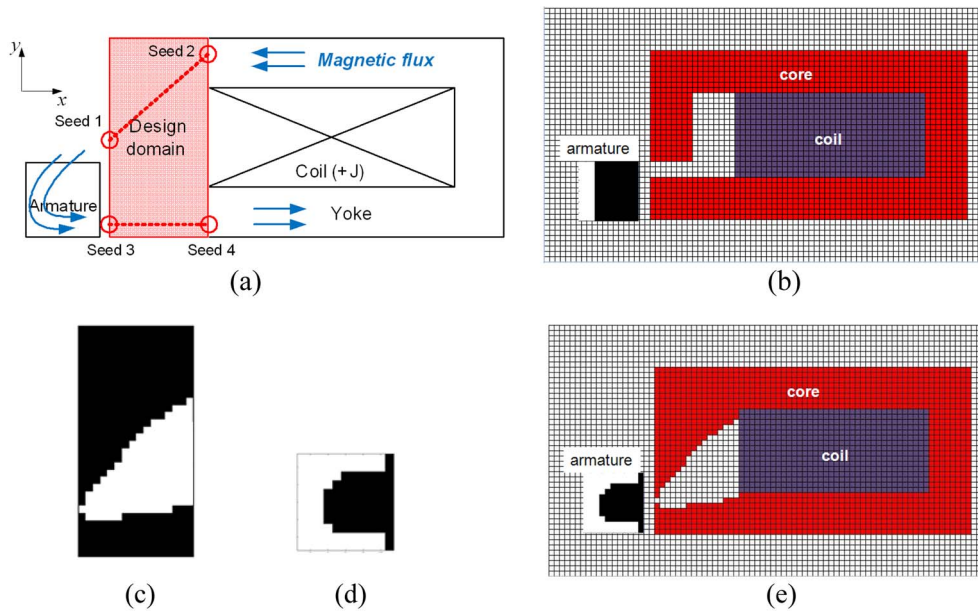 y
x
Seed 2
Magnetic flux
Seed 1
Design
domain
Coil (+J)
Armature
Yoke
Seed 3
Seed 4
(a)
core
coil
armature
(b)
(c)
(d)
core
armature
coil
(e)